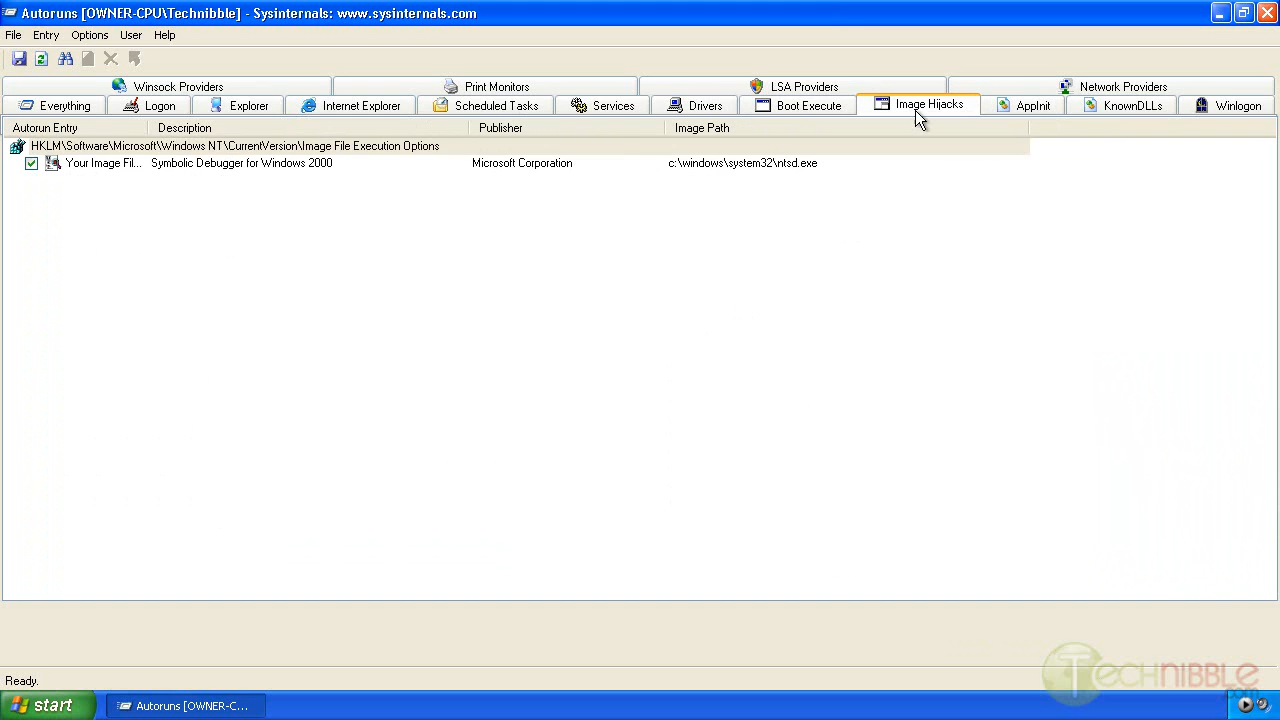 Autoruns [OWNER-CPU\Technibble] - Sysinternals: www.sysinternals.com
File Entry Options User Help
Winsock Providers Print Monitors LSA Providers Network Providers
Everything Logon Explorer Internet Explorer Scheduled Tasks Services Drivers Boot Execute Image Hijacks AppInit KnownDLLs Winlogon
Autorun Entry Description Publisher Image Path
HKLM\Software\Microsoft\Windows NT\CurrentVersion\Image File Execution Options
Your Image Fil... Symbolic Debugger for Windows 2000 Microsoft Corporation c:\windows\system32\ntsd.exe
Technibble
.com
Ready.
start Autoruns [OWNER-C...